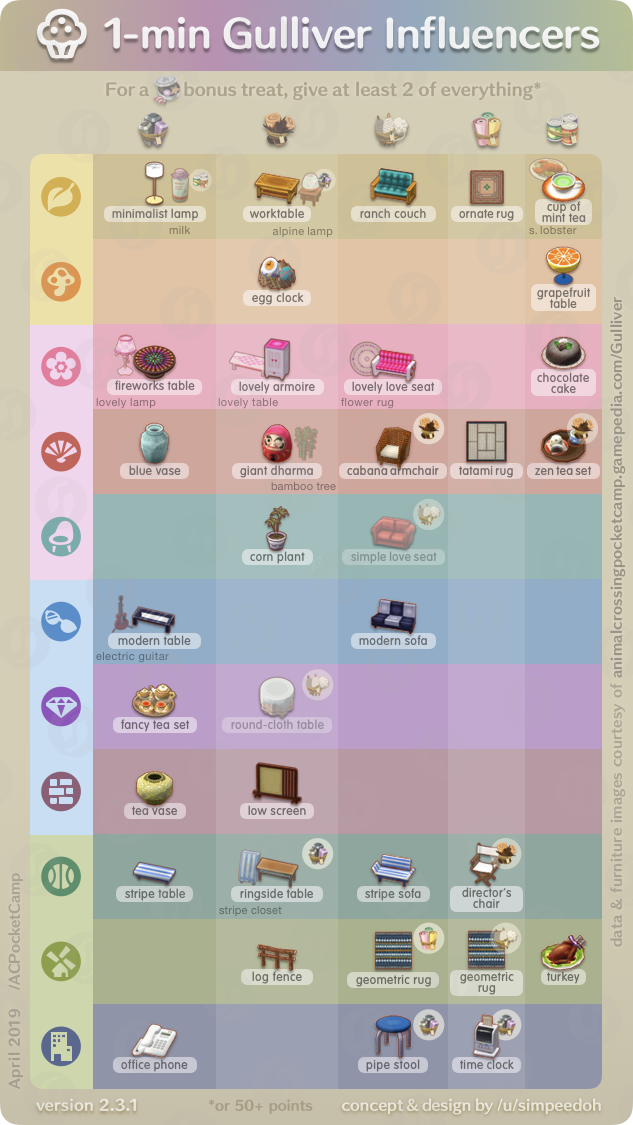 1-min Gulliver Influencers
For a bonus treat, give at least 2 of everything*
minimalist lamp
milk
worktable
alpine lamp
ranch couch
ornate rug
cup of
mint tea
s. lobster
egg clock
grapefruit
table
fireworks table
lovely lamp
lovely armoire
lovely table
lovely love seat
flower rug
chocolate
cake
blue vase
giant dharma
bamboo tree
cabana armchair
tatami rug
zen tea set
corn plant
simple love seat
modern table
electric guitar
modern sofa
fancy tea set
round-cloth table
tea vase
low screen
stripe table
ringside table
stripe closet
stripe sofa
director's
chair
log fence
geometric rug
geometric
rug
turkey
office phone
pipe stool
time clock
April 2019 /ACPocketCamp
data & furniture images courtesy of animalcrossingpocketcamp.gamepedia.com/Gulliver
version 2.3.1
*or 50+ points
concept & design by /u/simpeedoh